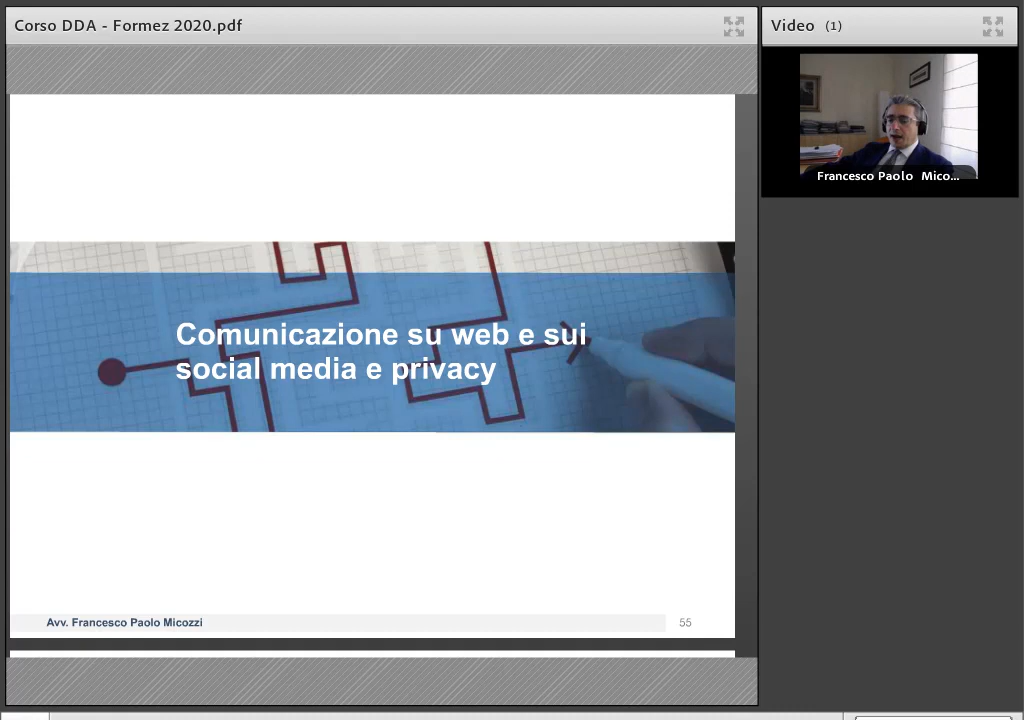 Corso DDA - Formez 2020.pdf
Video (1)
Francesco Paolo Mico...
Comunicazione su web e sui
social media e privacy
Avv. Francesco Paolo Micozzi
55